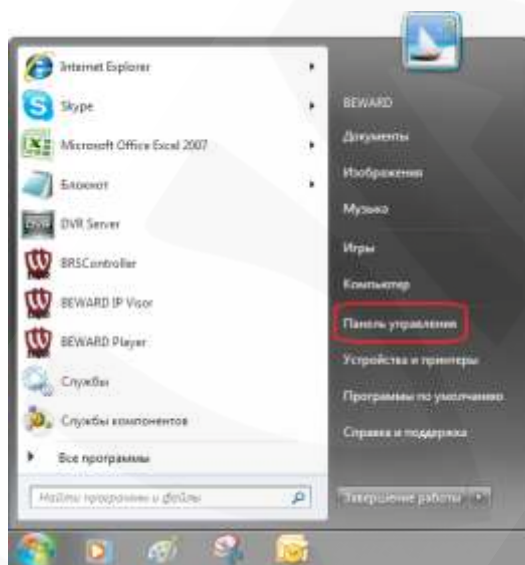 Internet Explorer
Skype
Microsoft Office Excel 2007
Блокнот
DVR Server
BRSController
BEWARD IP Visor
BEWARD Player
Службы
Службы компонентов
Все программы
Найти программы и файлы
BEWARD
Документы
Изображения
Музыка
Игры
Компьютер
Панель управления
Устройства и принтеры
Программы по умолчанию
Справка и поддержка
Завершение работы